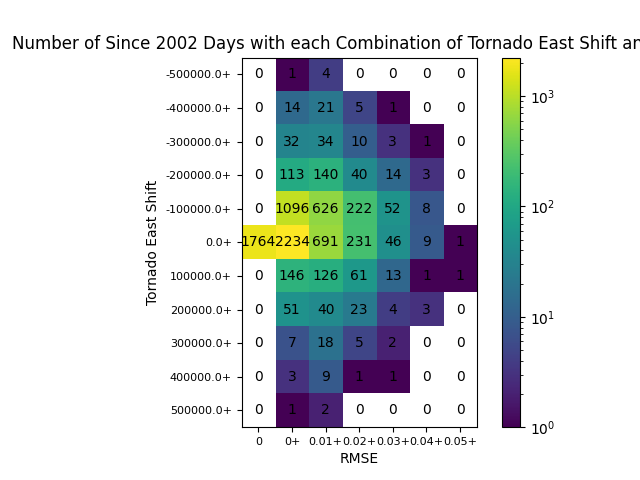 Number of Since 2002 Days with each Combination of Tornado East Shift an
-500000.0+ 0 1 4 0 0 0 0
-400000.0+ 0 14 21 5 1 0 0
-300000.0+ 0 32 34 10 3 1 0
-200000.0+ 0 113 140 40 14 3 0
-100000.0+ 0 1096 626 222 52 8 0
0.0+ 1764 2234 691 231 46 9 1
100000.0+ 0 146 126 61 13 1 1
200000.0+ 0 51 40 23 4 3 0
300000.0+ 0 7 18 5 2 0 0
400000.0+ 0 3 9 1 1 0 0
500000.0+ 0 1 2 0 0 0 0
0 0+ 0.01+ 0.02+ 0.03+ 0.04+ 0.05+
RMSE
Tornado East Shift
10³
10²
10¹
10⁰